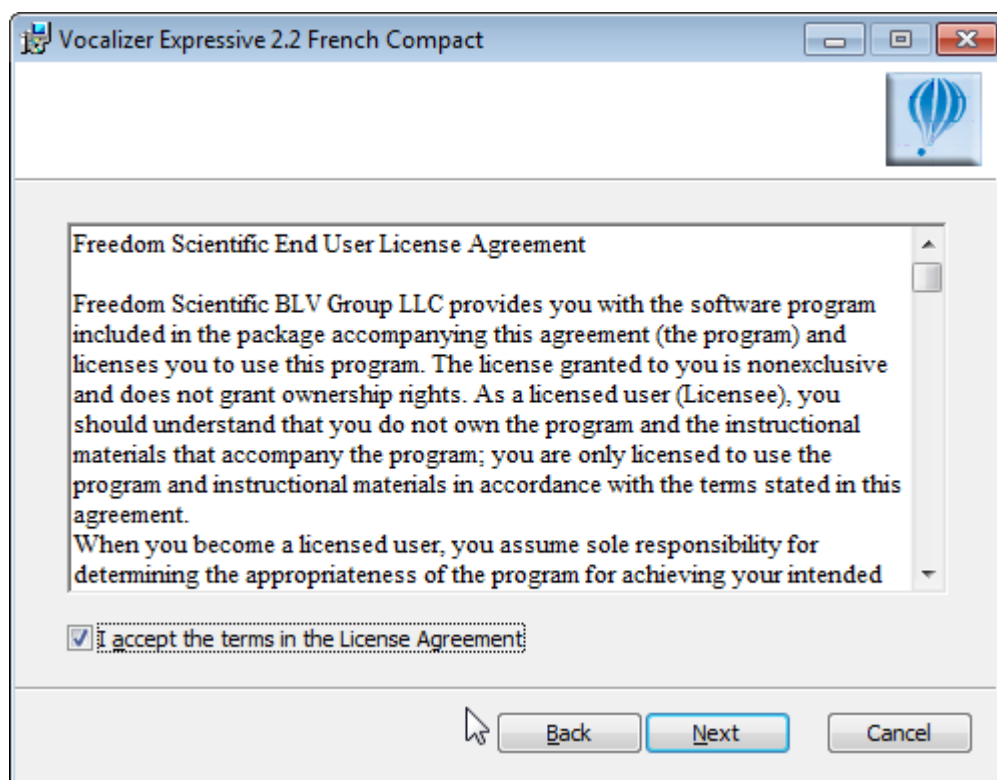 Vocalizer Expressive 2.2 French Compact
Freedom Scientific End User License Agreement
Freedom Scientific BLV Group LLC provides you with the software program
included in the package accompanying this agreement (the program) and
licenses you to use this program. The license granted to you is nonexclusive
and does not grant ownership rights. As a licensed user (Licensee), you
should understand that you do not own the program and the instructional
materials that accompany the program; you are only licensed to use the
program and instructional materials in accordance with the terms stated in this
agreement.
When you become a licensed user, you assume sole responsibility for
determining the appropriateness of the program for achieving your intended
I accept the terms in the License Agreement
Back Next Cancel